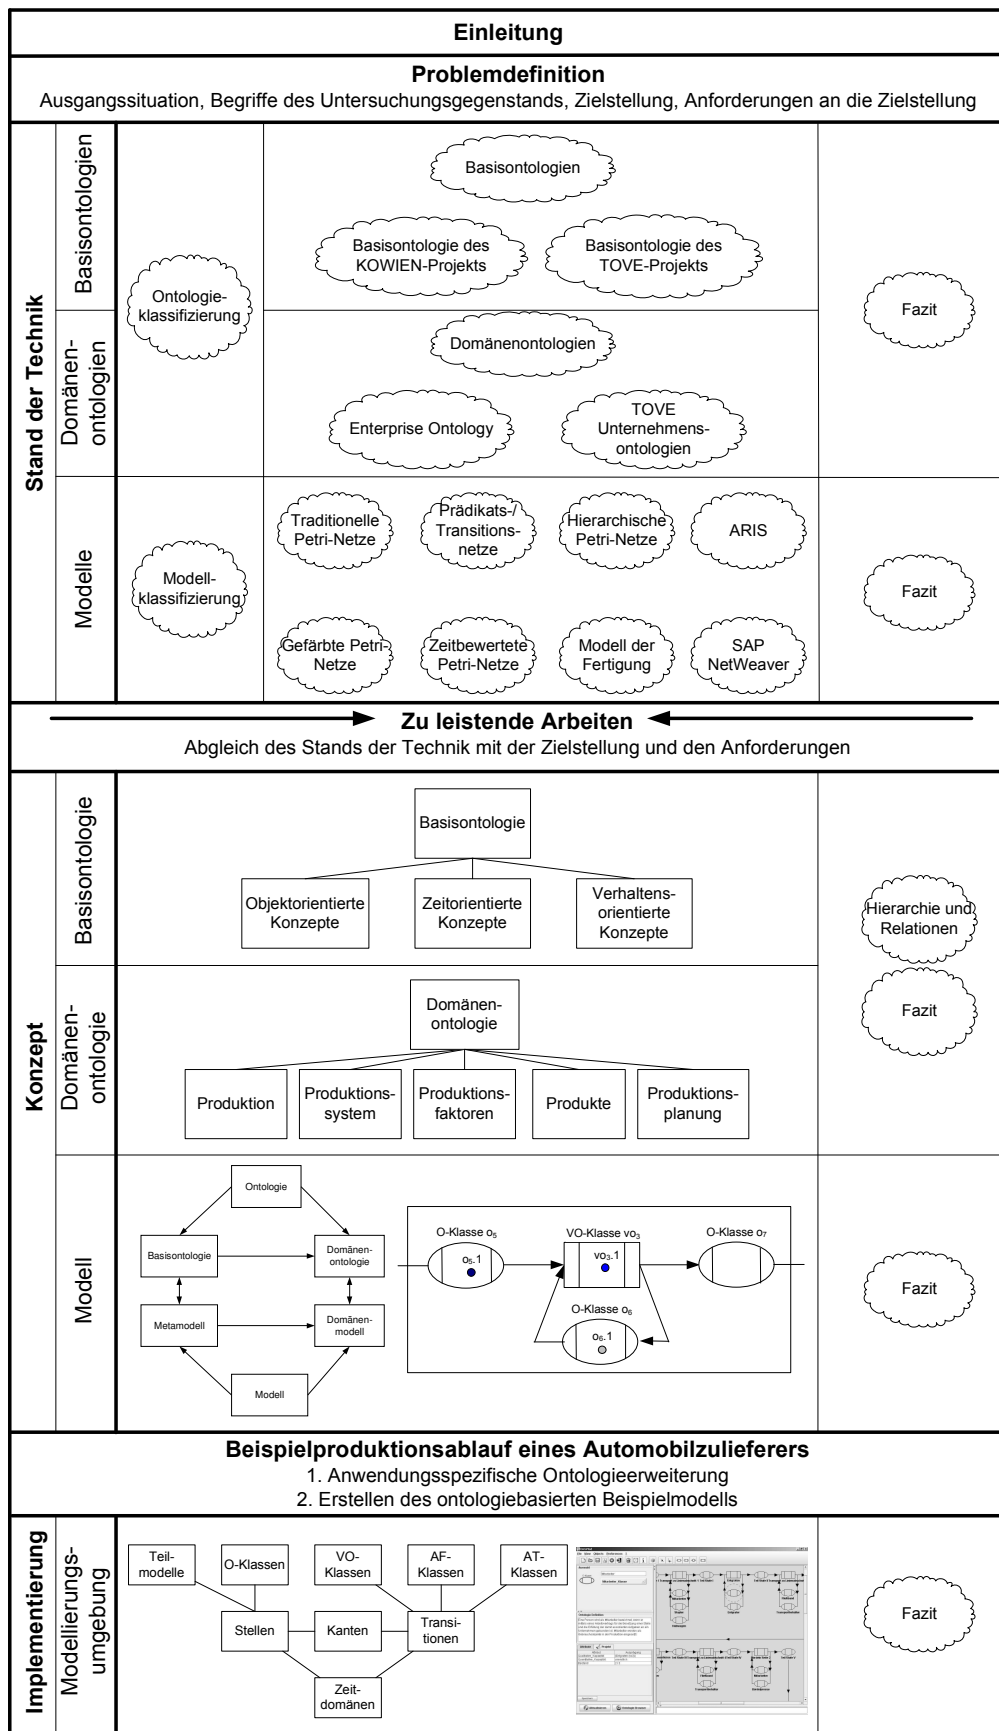 Einleitung
Problemdefinition
Ausgangssituation, Begriffe des Untersuchungsgegenstands, Zielstellung, Anforderungen an die Zielstellung
Stand der Technik
Basisontologien
Domänen-
ontologien
Modelle
Ontologie-
klassifizierung
Basisontologien
Basisontologie des
KOWIEN-Projekts
Basisontologie des
TOVE-Projekts
Domänenontologien
Enterprise Ontology
TOVE
Unternehmens-
ontologien
Fazit
Modell-
klassifizierung
Traditionelle
Petri-Netze
Prädikats-/
Transitions-
netze
Hierarchische
Petri-Netze
ARIS
Gefärbte Petri-
Netze
Zeitbewertete
Petri-Netze
Modell der
Fertigung
SAP
NetWeaver
Fazit
Zu leistende Arbeiten
Abgleich des Stands der Technik mit der Zielstellung und den Anforderungen
Konzept
Basisontologie
Domänen-
ontologie
Modell
Basisontologie
Objektorientierte
Konzepte
Zeitorientierte
Konzepte
Verhaltens-
orientierte
Konzepte
Hierarchie und
Relationen
Fazit
Domänen-
ontologie
Produktion
Produktions-
system
Produktions-
faktoren
Produkte
Produktions-
planung
Ontologie
Basisontologie
Domänen-
ontologie
Metamodell
Domänen-
modell
Modell
O-Klasse o5
o5.1
VO-Klasse vo3
vo3.1
O-Klasse o7
O-Klasse o6
o6.1
Fazit
Beispielproduktionsablauf eines Automobilzulieferers
1. Anwendungsspezifische Ontologieerweiterung
2. Erstellen des ontologiebasierten Beispielmodells
Implementierung
Modellierungs-
umgebung
Teil-
modelle
O-Klassen
VO-
Klassen
AF-
Klassen
AT-
Klassen
Stellen
Kanten
Transi-
tionen
Zeit-
domänen
Fazit